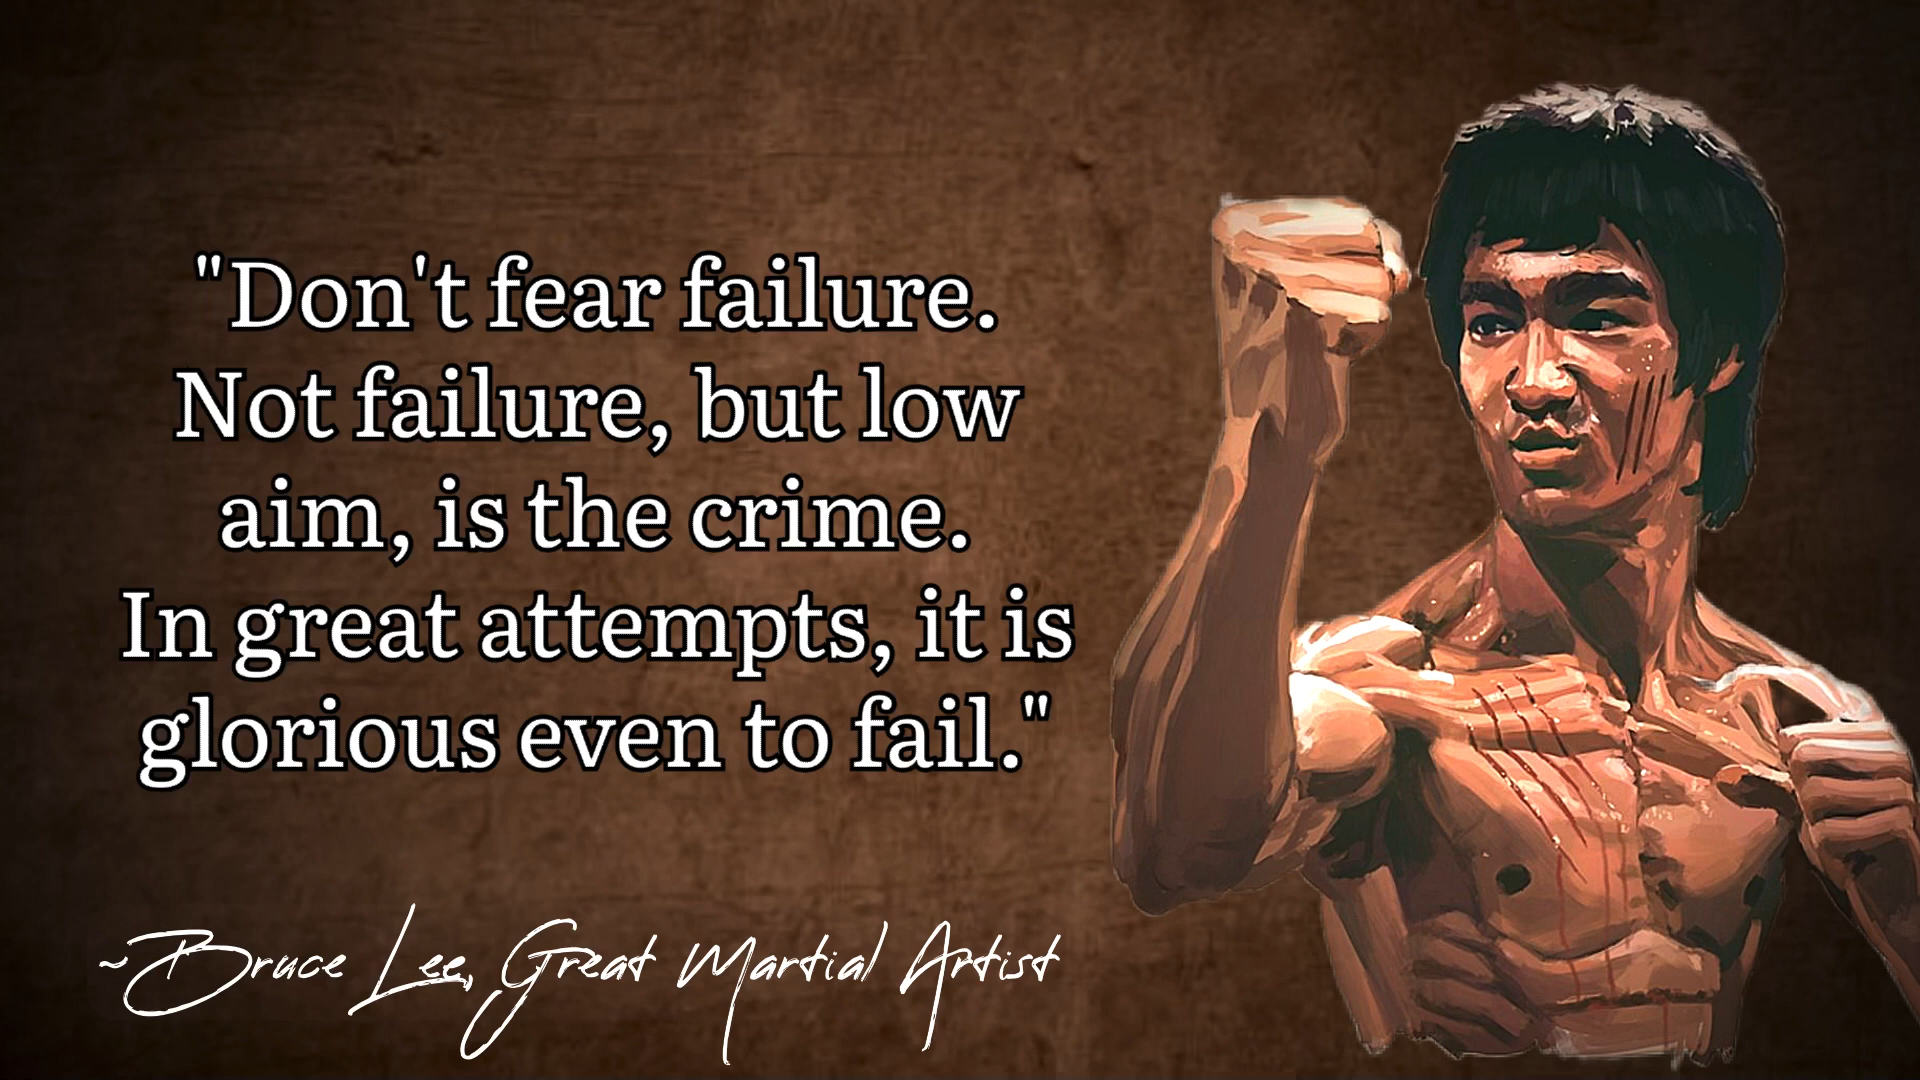 "Don't fear failure.
Not failure, but low
aim, is the crime.
In great attempts, it is
glorious even to fail."
~Bruce Lee, Great Martial Artist